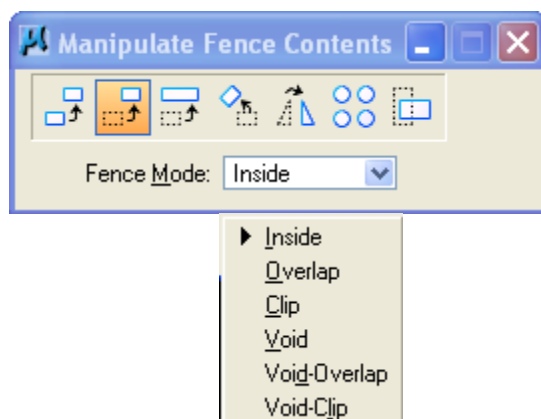 Manipulate Fence Contents
Fence Mode: Inside
Inside
Overlap
Clip
Void
Void-Overlap
Void-Clip